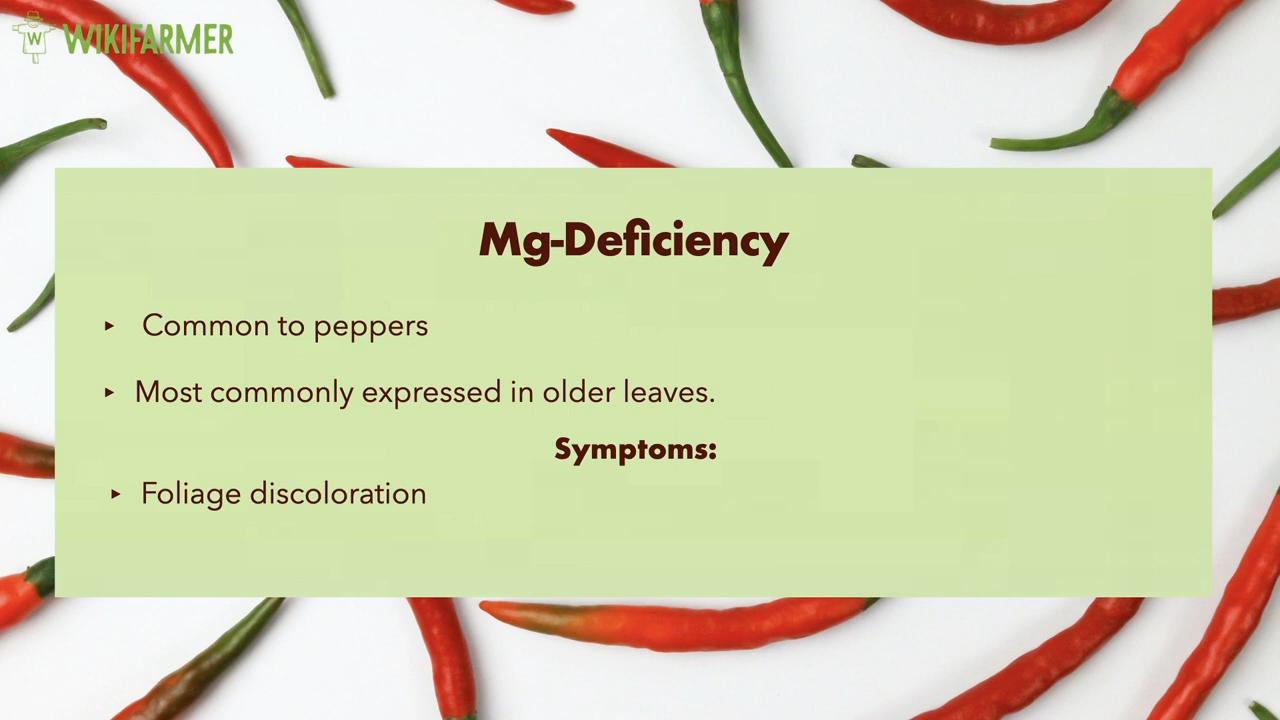 W WIKIFARMER
Mg-Deficiency
‣ Common to peppers
‣ Most commonly expressed in older leaves.
Symptoms:
‣ Foliage discoloration